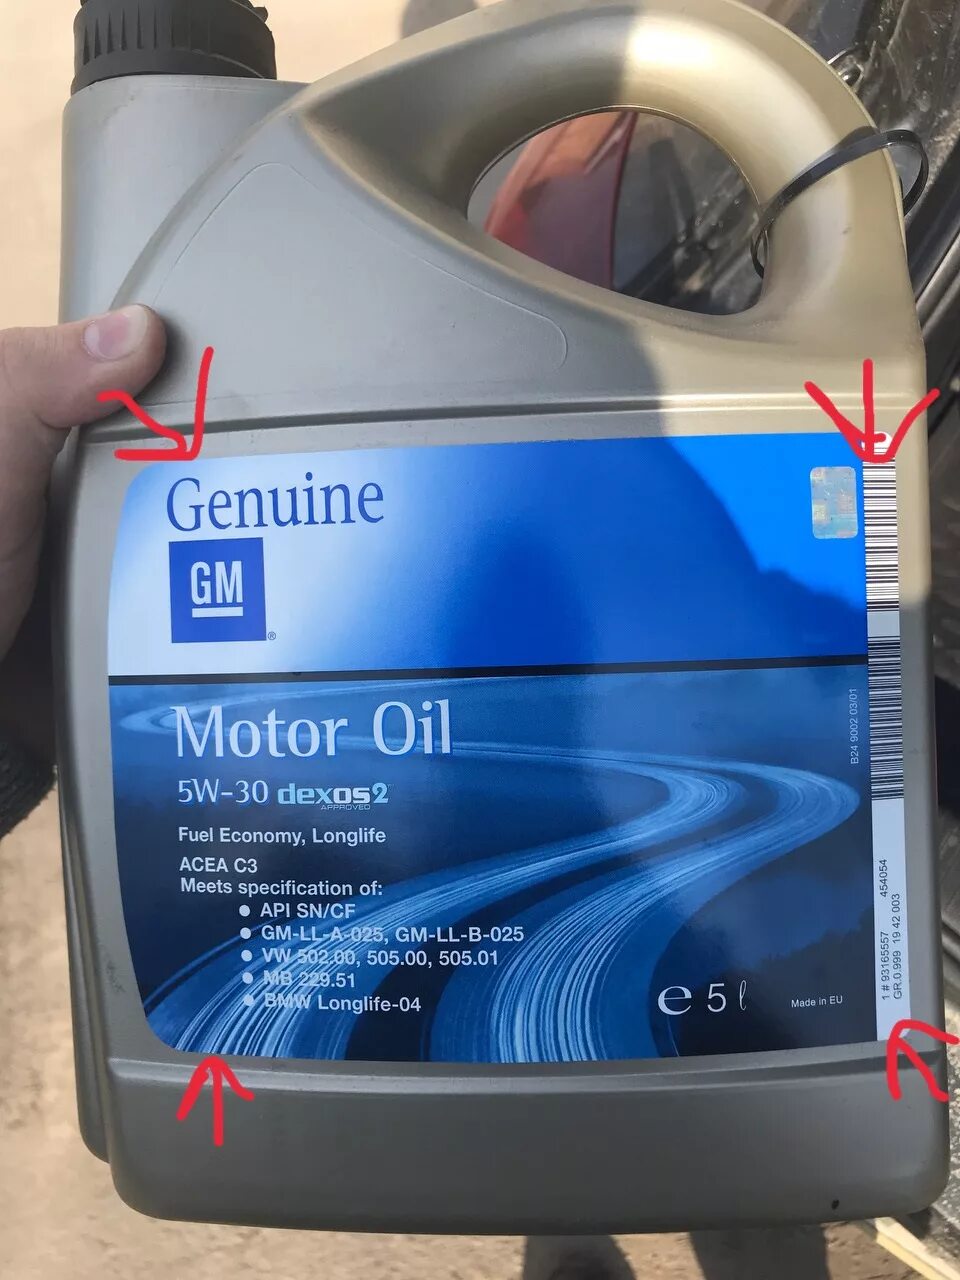 Genuine
GM
®
Motor Oil
5W-30 dexos2
APPROVED
Fuel Economy, Longlife
ACEA C3
Meets specification of:
● API SN/CF
● GM-LL-A-025, GM-LL-B-025
● VW 502.00, 505.00, 505.01
● MB 229.51
● BMW Longlife-04
e 5 l
Made in EU
B24 9002 03/01
1 # 93165557 454054
GR.0.999 19 42 003